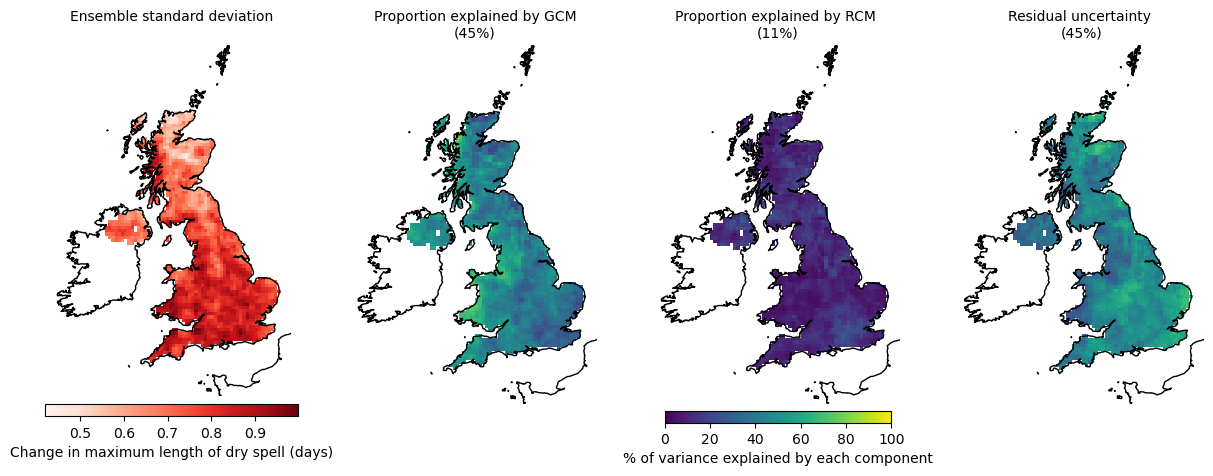 Ensemble standard deviation
Proportion explained by GCM
(45%)
Proportion explained by RCM
(11%)
Residual uncertainty
(45%)
0.5 0.6 0.7 0.8 0.9
Change in maximum length of dry spell (days)
0 20 40 60 80 100
% of variance explained by each component